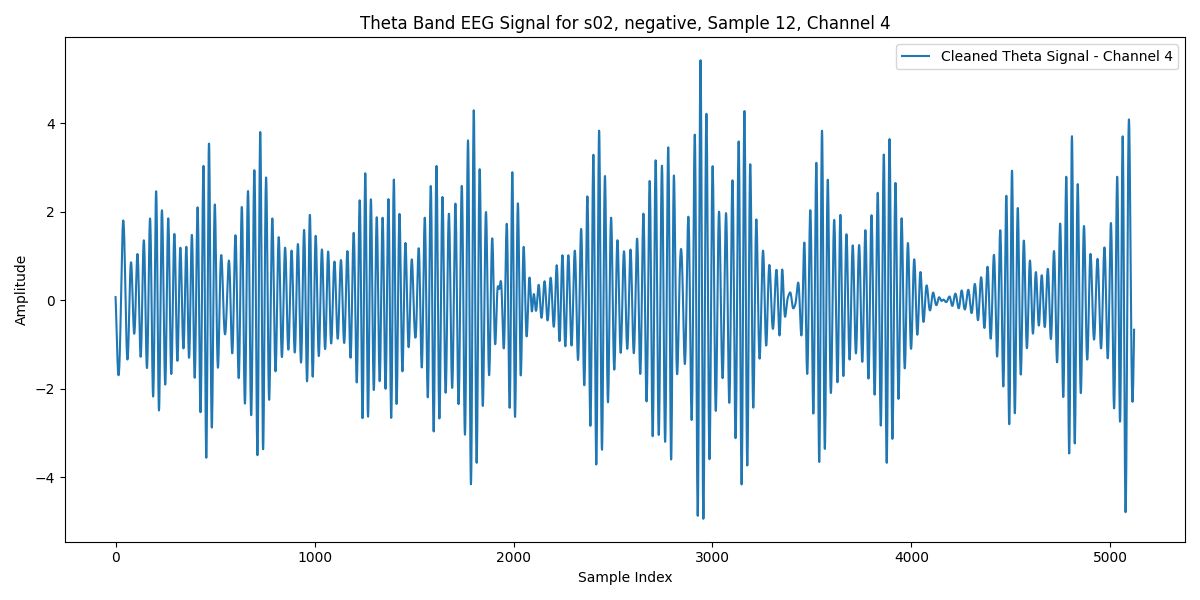 Theta Band EEG Signal for s02, negative, Sample 12, Channel 4
Cleaned Theta Signal - Channel 4
Amplitude
4
2
0
−2
−4
0 1000 2000 3000 4000 5000
Sample Index